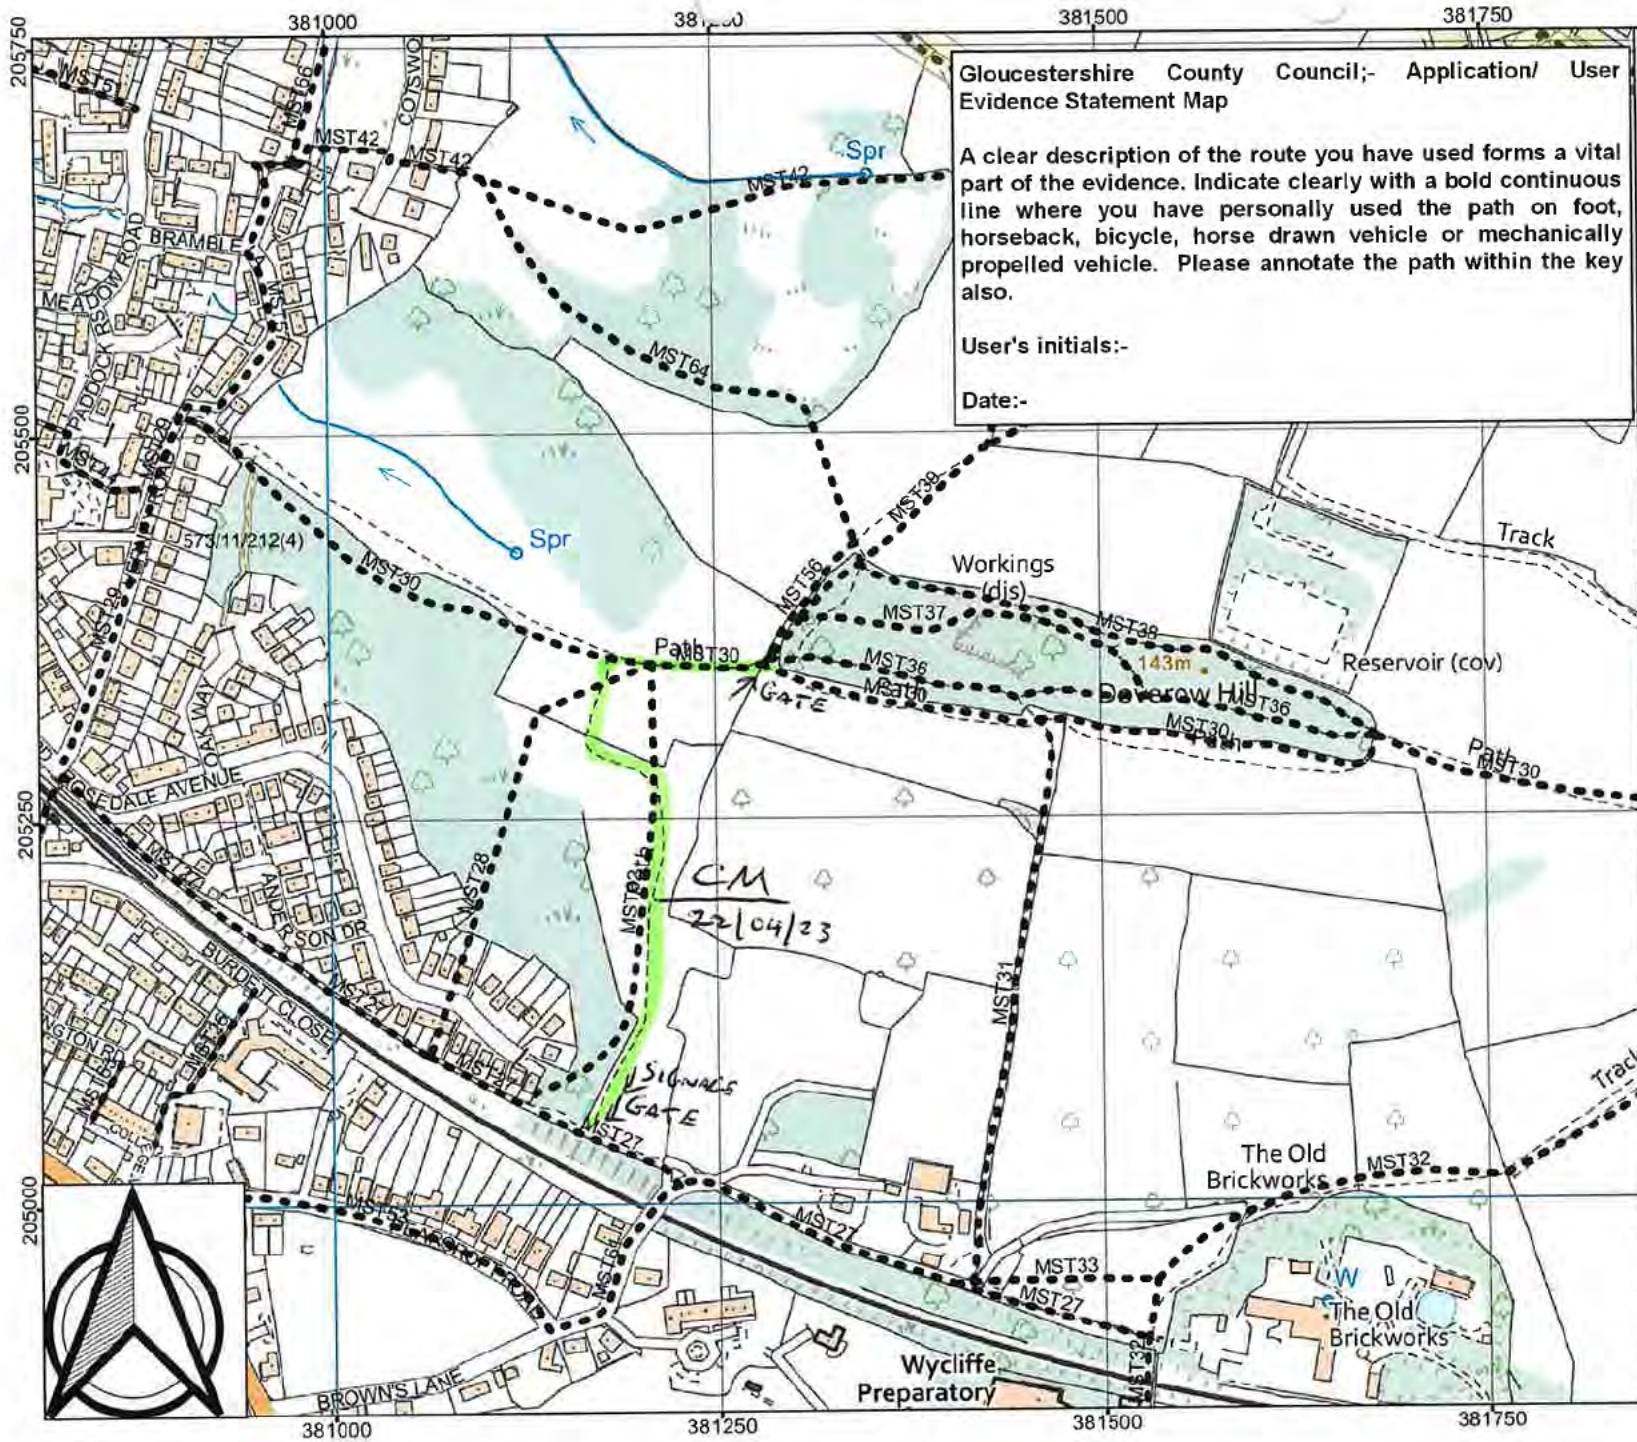 381000
381500
381750
205750
Gloucestershire County Council;- Application/ User
Evidence Statement Map
A clear description of the route you have used forms a vital
part of the evidence. Indicate clearly with a bold continuous
line where you have personally used the path on foot,
horseback, bicycle, horse drawn vehicle or mechanically
propelled vehicle. Please annotate the path within the key
also.
User's initials:-
Date:-
MST66
COTSWO
MST42
MST42
Spr
MST42
BRAMBLE
MEADOW ROAD
PADDOCK
MST64
205500
MST29
MST39
573/11/212(4)
Spr
Track
MST30
Workings
(dis)
MST56
MST37
MST38
MST29
Path
MST30
MST36
143m
Reservoir (cov)
GATE
Doverow Hill
MST36
MST30
Path
MST30
OAK WAY
ROSEDALE AVENUE
205250
MST28
CM
22/04/23
ANDERSON DR
BURDETT CLOSE
MST27
MST31
MST27
SIGNAGE
GATE
MST27
Track
The Old
Brickworks
MST32
205000
MST27
MST33
MST27
W
The Old
Brickworks
MST32
Wycliffe
Preparatory
BROWN'S LANE
381000
381250
381500
381750